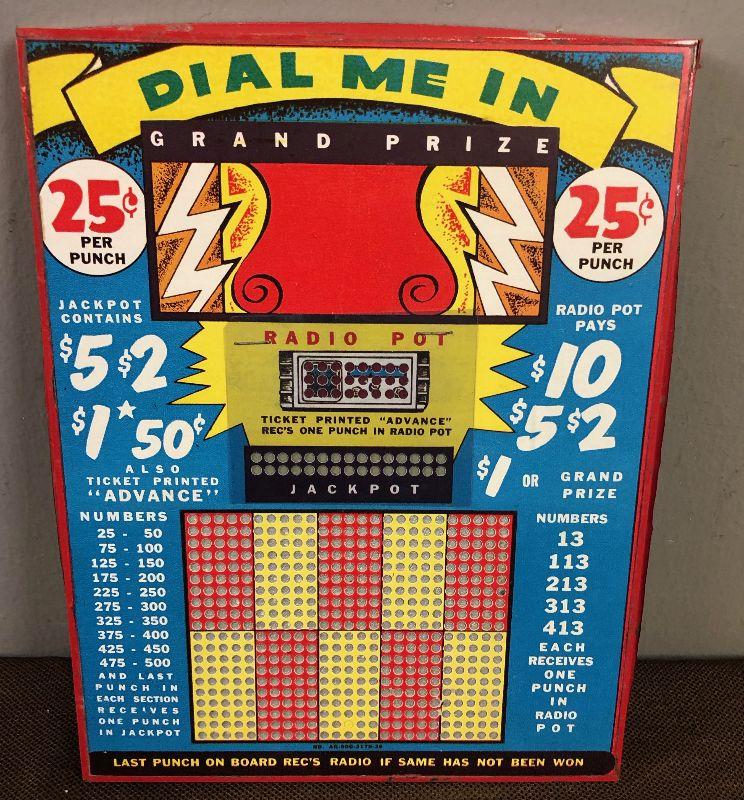 DIAL ME IN
GRAND PRIZE
25¢
PER
PUNCH
25¢
PER
PUNCH
JACKPOT
CONTAINS
$5 $2
$1 * 50¢
ALSO
TICKET PRINTED
"ADVANCE"
RADIO POT
TICKET PRINTED "ADVANCE"
REC'S ONE PUNCH IN RADIO POT
JACKPOT
RADIO POT
PAYS
$10
$5 $2
$1 OR GRAND
PRIZE
NUMBERS
25 - 50
75 - 100
125 - 150
175 - 200
225 - 250
275 - 300
325 - 350
375 - 400
425 - 450
475 - 500
AND LAST
PUNCH IN
EACH SECTION
RECEIVES
ONE PUNCH
IN JACKPOT
NUMBERS
13
113
213
313
413
EACH
RECEIVES
ONE
PUNCH
IN
RADIO
POT
LAST PUNCH ON BOARD REC'S RADIO IF SAME HAS NOT BEEN WON